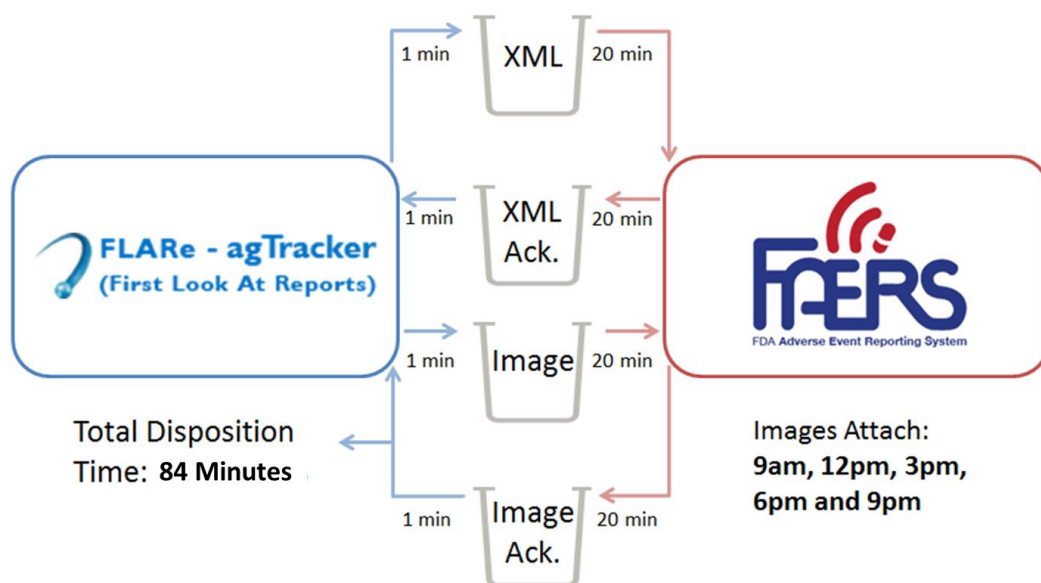 1 min
XML
20 min
1 min
XML
Ack.
20 min
FLARe - agTracker
(First Look At Reports)
FAERS
FDA Adverse Event Reporting System
1 min
Image
20 min
Total Disposition
Time: 84 Minutes
Images Attach:
9am, 12pm, 3pm,
6pm and 9pm
1 min
Image
Ack.
20 min